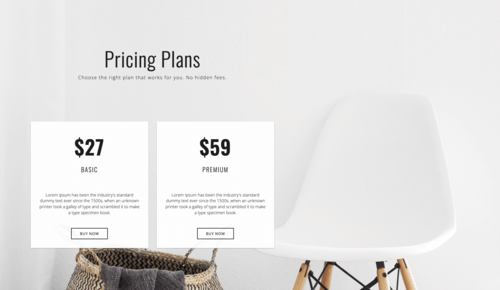 Pricing Plans
Choose the right plan that works for you. No hidden fees.
$27
BASIC
Lorem Ipsum has been the industry's standard
dummy text ever since the 1500s, when an unknown
printer took a galley of type and scrambled it to make
a type specimen book.
BUY NOW
$59
PREMIUM
Lorem Ipsum has been the industry's standard
dummy text ever since the 1500s, when an unknown
printer took a galley of type and scrambled it to make
a type specimen book.
BUY NOW